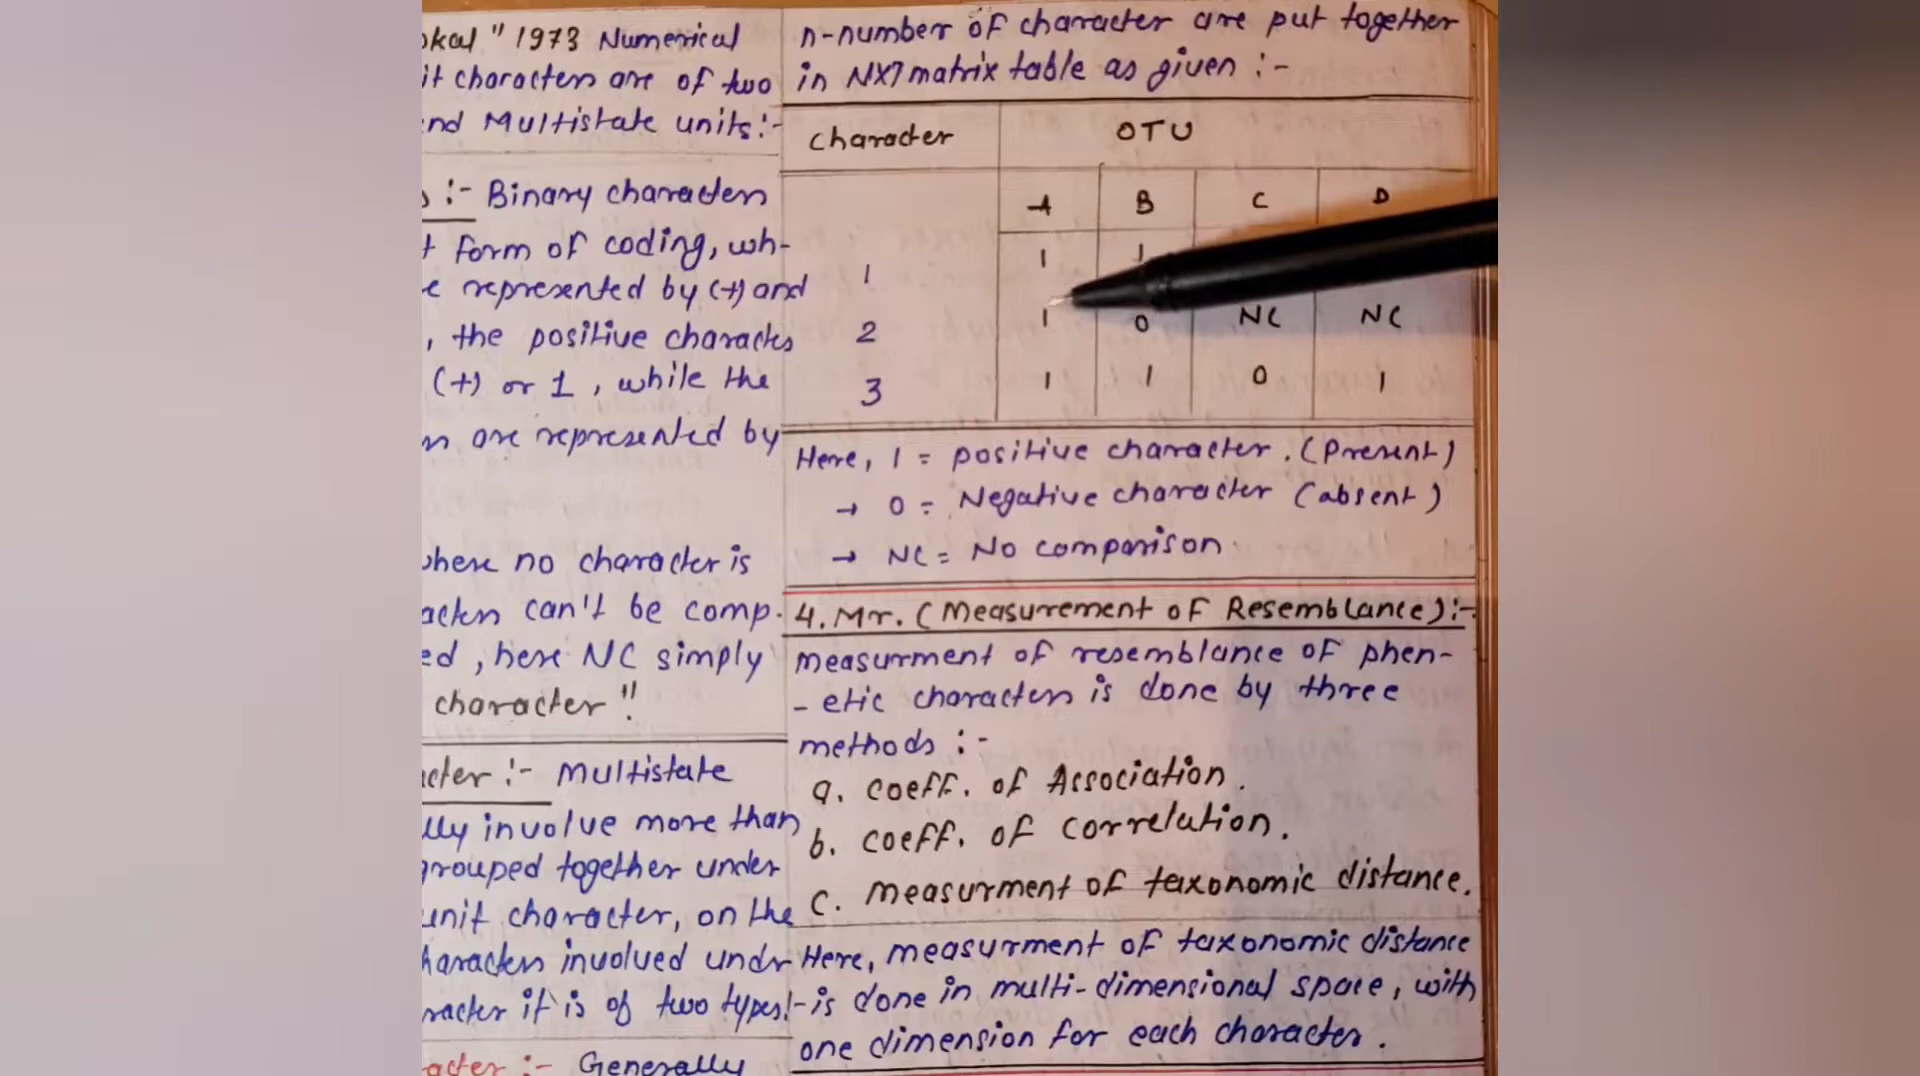 okal " 1973 Numerical
it characters are of two
nd Multistate units:-
s :- Binary characters
t form of coding, wh-
e represented by (+) and
, the positive characts
(+) or 1, while the
rs are represented by
where no character is
acters can't be comp.
ed, here NC simply
character"
acter :- Multistate
lly involve more than
grouped together under
unit character, on the
haracters involved undr
racter it is of two types:-
acter :- Generally
n-number of character are put together
in NXT matrix table as given :-
Character OTU
A B C D
1 1 1
2 1 0 NC NC
3 1 1 0 1
Here, 1 = positive character. (Present)
→ 0 = Negative character (absent)
→ NC = No comparison.
4. Mr. (Measurement of Resemblance) :-
measurment of resemblance of phen-
-etic characters is done by three
methods :-
a. coeff. of Association.
b. coeff. of correlation.
c. measurment of taxonomic distance.
Here, measurment of taxonomic distance
is done in multi-dimensional space, with
one dimension for each character.